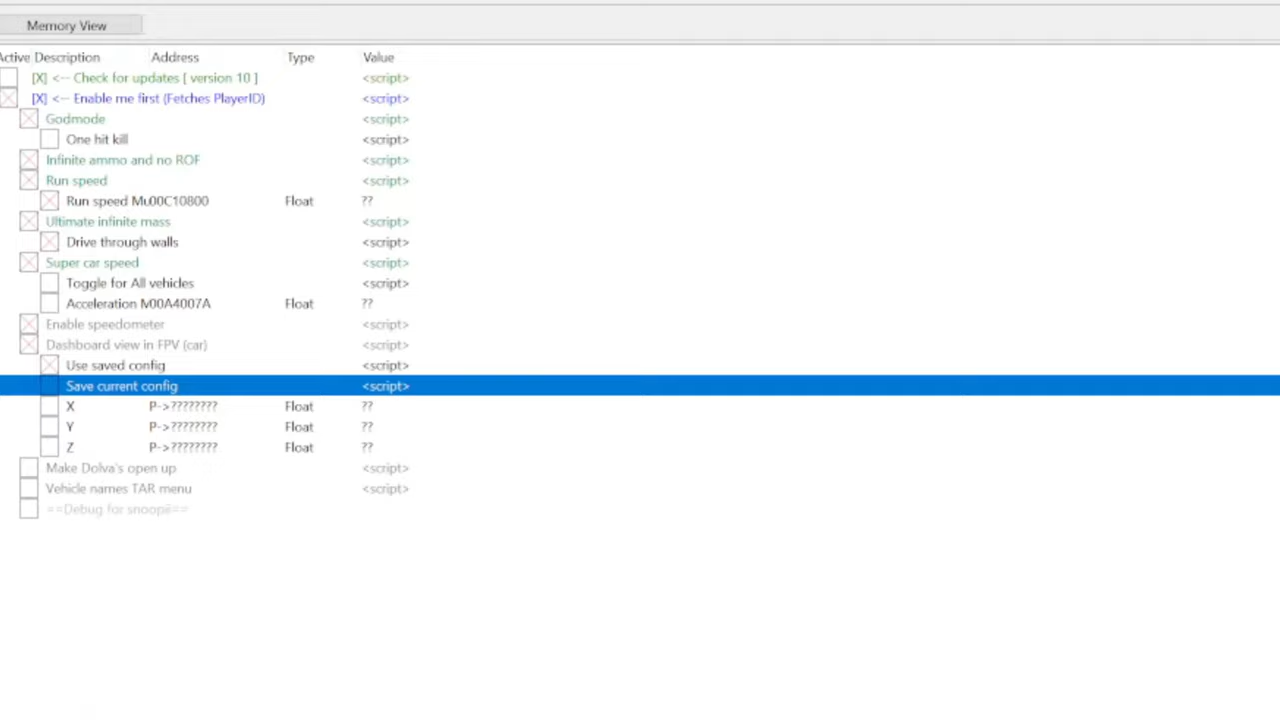 Memory View
Active Description Address Type Value
[X] <-- Check for updates [ version 10 ] <script>
[X] <-- Enable me first (Fetches PlayerID) <script>
Godmode <script>
One hit kill <script>
Infinite ammo and no ROF <script>
Run speed <script>
Run speed Mu00C10800 Float ??
Ultimate infinite mass <script>
Drive through walls <script>
Super car speed <script>
Toggle for All vehicles <script>
Acceleration M00A4007A Float ??
Enable speedometer <script>
Dashboard view in FPV (car) <script>
Use saved config <script>
Save current config <script>
X P->???????? Float ??
Y P->???????? Float ??
Z P->???????? Float ??
Make Dolva's open up <script>
Vehicle names TAR menu <script>
==Debug for snoopii==